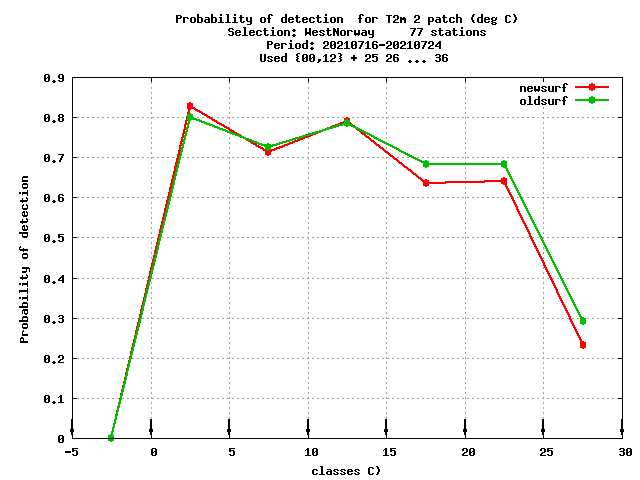 Probability of detection  for T2m 2 patch (deg C)
Selection: WestNorway     77 stations
Period: 20210716-20210724
Used {00,12} + 25 26 ... 36
newsurf
oldsurf
Probability of detection
0.9
0.8
0.7
0.6
0.5
0.4
0.3
0.2
0.1
0
-5 0 5 10 15 20 25 30
classes C)